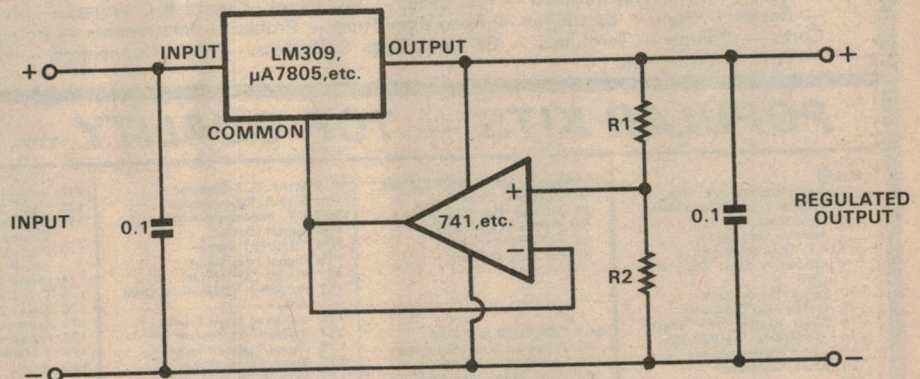 INPUT
LM309,
μA7805,etc.
OUTPUT
+
+
COMMON
R1
+
741,etc.
−
INPUT
0.1
0.1
REGULATED
OUTPUT
R2
−
−